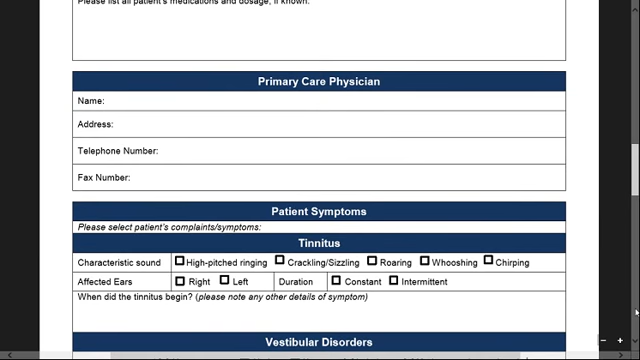 Please list all patient's medications and dosage, if known:
Primary Care Physician
Name:
Address:
Telephone Number:
Fax Number:
Patient Symptoms
Please select patient's complaints/symptoms:
Tinnitus
Characteristic sound High-pitched ringing Crackling/Sizzling Roaring Whooshing Chirping
Affected Ears Right Left Duration Constant Intermittent
When did the tinnitus begin? (please note any other details of symptom)
Vestibular Disorders